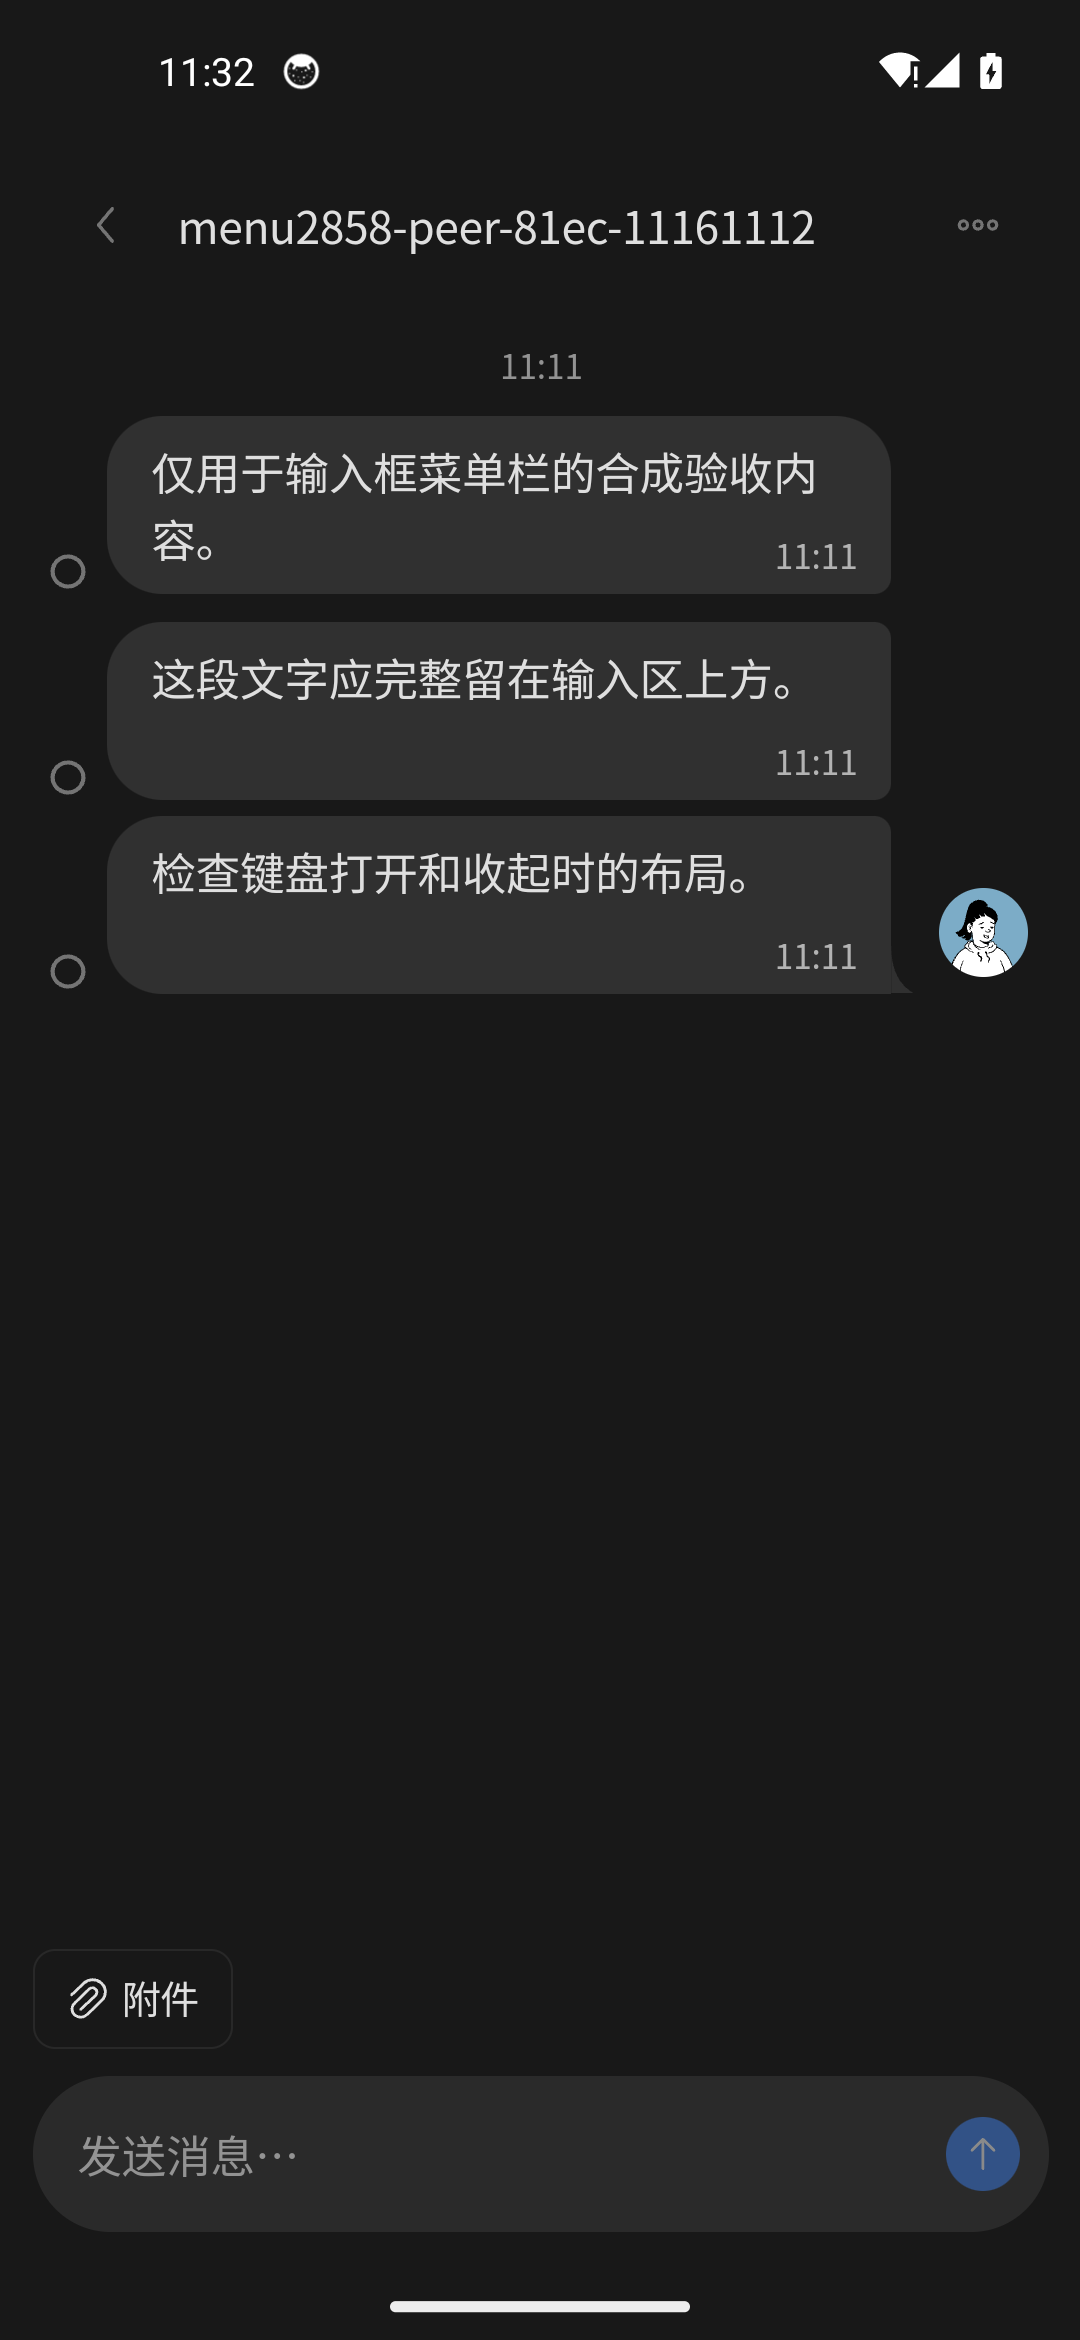 11:32
menu2858-peer-81ec-11161112
11:11
仅用于输入框菜单栏的合成验收内
容。
11:11
这段文字应完整留在输入区上方。
11:11
检查键盘打开和收起时的布局。
11:11
附件
发送消息…